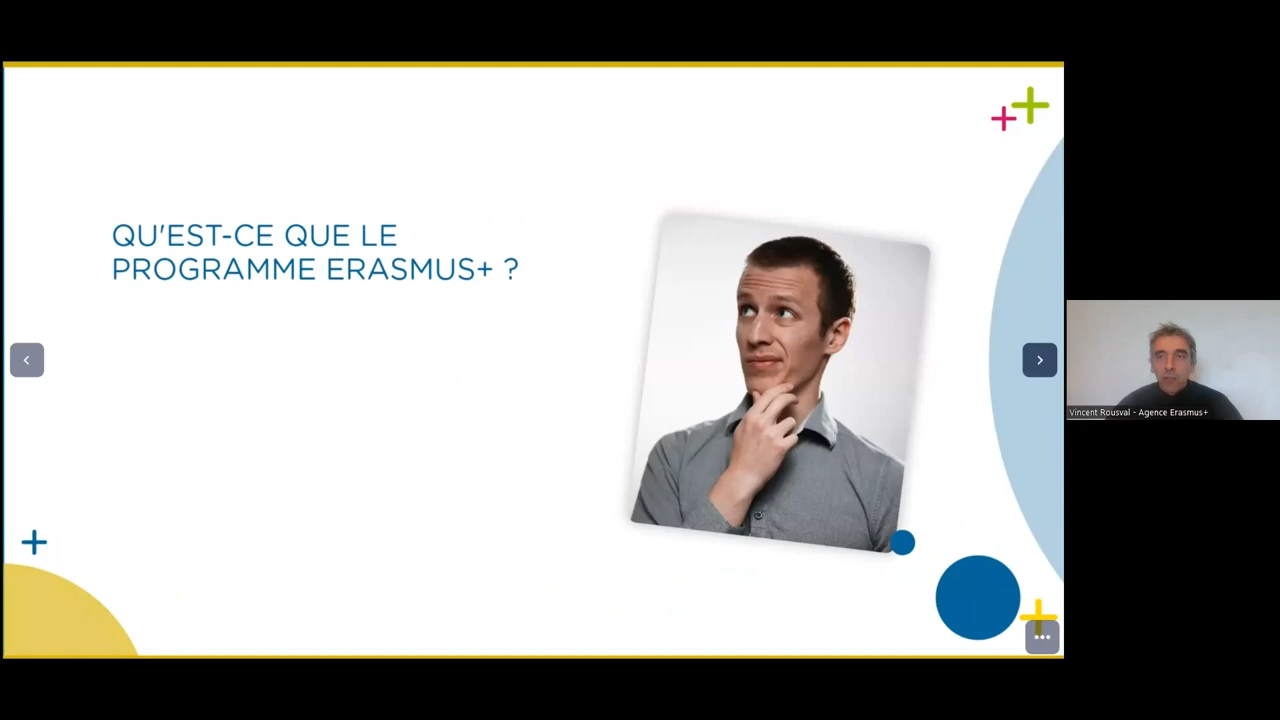 QU'EST-CE QUE LE
PROGRAMME ERASMUS+ ?
Vincent Rousval - Agence Erasmus+